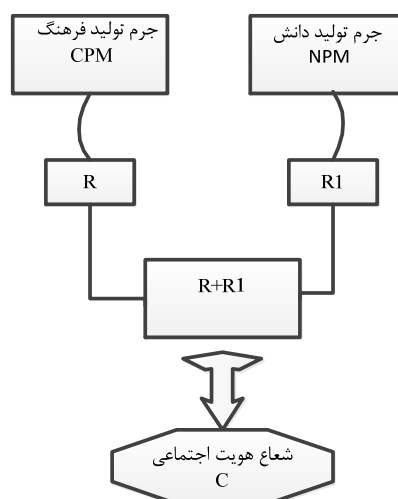 جرم تولید فرهنگ
CPM
جرم تولید دانش
NPM
R
R1
R+R1
شعاع هویت اجتماعی
C